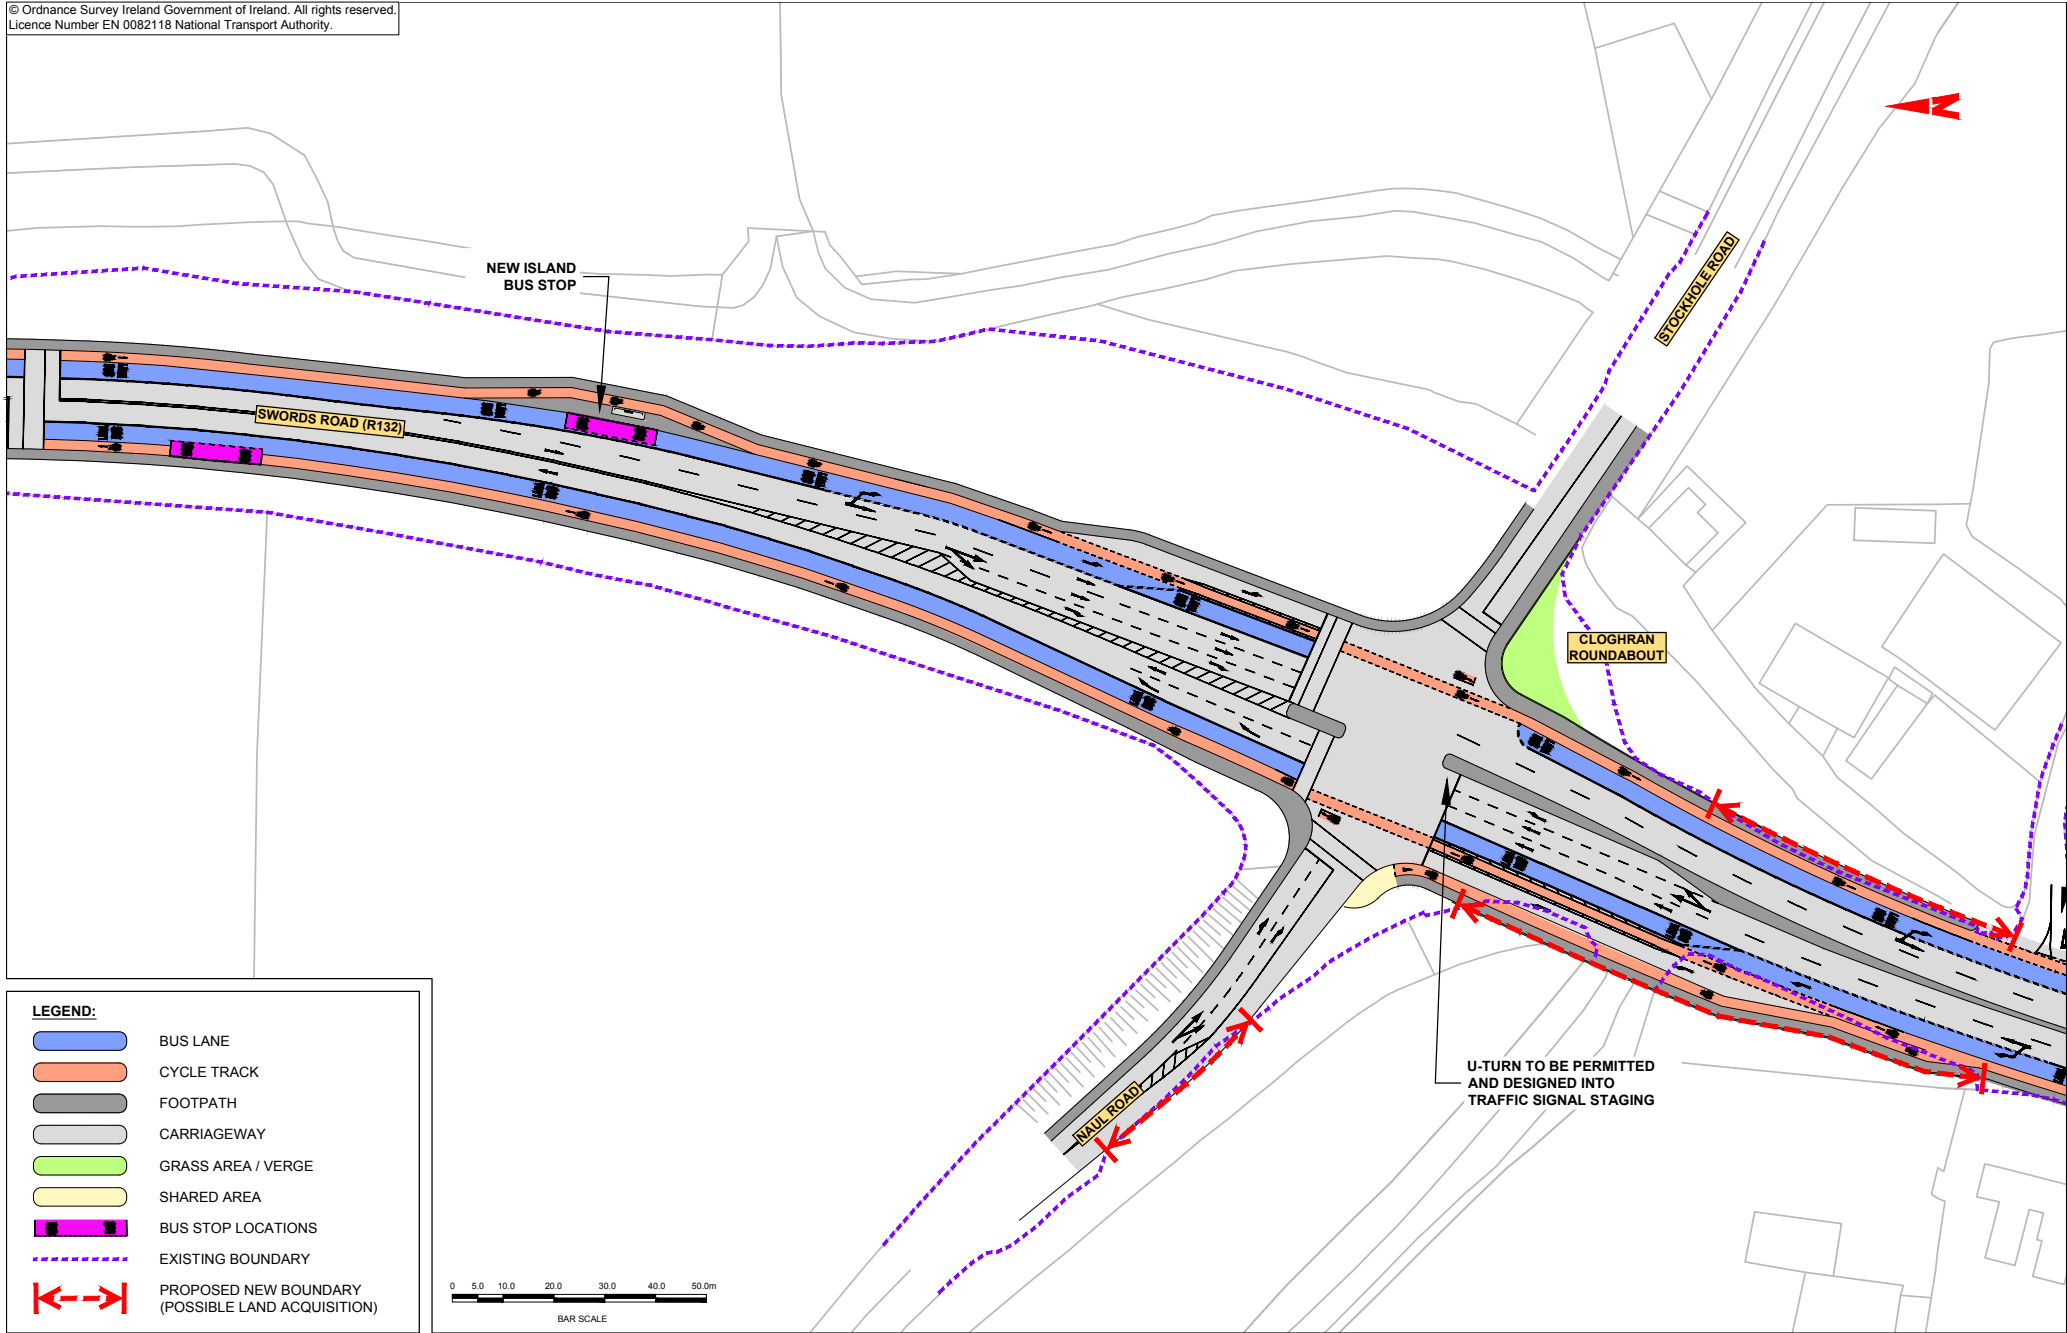 © Ordnance Survey Ireland Government of Ireland. All rights reserved.
Licence Number EN 0082118 National Transport Authority.
N
NEW ISLAND
BUS STOP
STOCKHOLE ROAD
SWORDS ROAD (R132)
CLOGHRAN
ROUNDABOUT
U-TURN TO BE PERMITTED
AND DESIGNED INTO
TRAFFIC SIGNAL STAGING
NAUL ROAD
LEGEND:
BUS LANE
CYCLE TRACK
FOOTPATH
CARRIAGEWAY
GRASS AREA / VERGE
SHARED AREA
BUS STOP LOCATIONS
EXISTING BOUNDARY
PROPOSED NEW BOUNDARY
(POSSIBLE LAND ACQUISITION)
0 5.0 10.0 20.0 30.0 40.0 50.0m
BAR SCALE